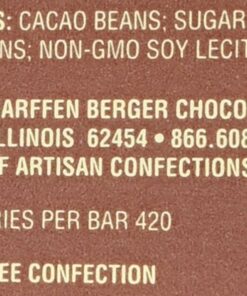 S: CACAO BEANS; SUGAR
NS; NON-GMO SOY LECIT
ARFFEN BERGER CHOCO
ILLINOIS 62454 • 866.608
F ARTISAN CONFECTIONS
RIES PER BAR 420
EE CONFECTION